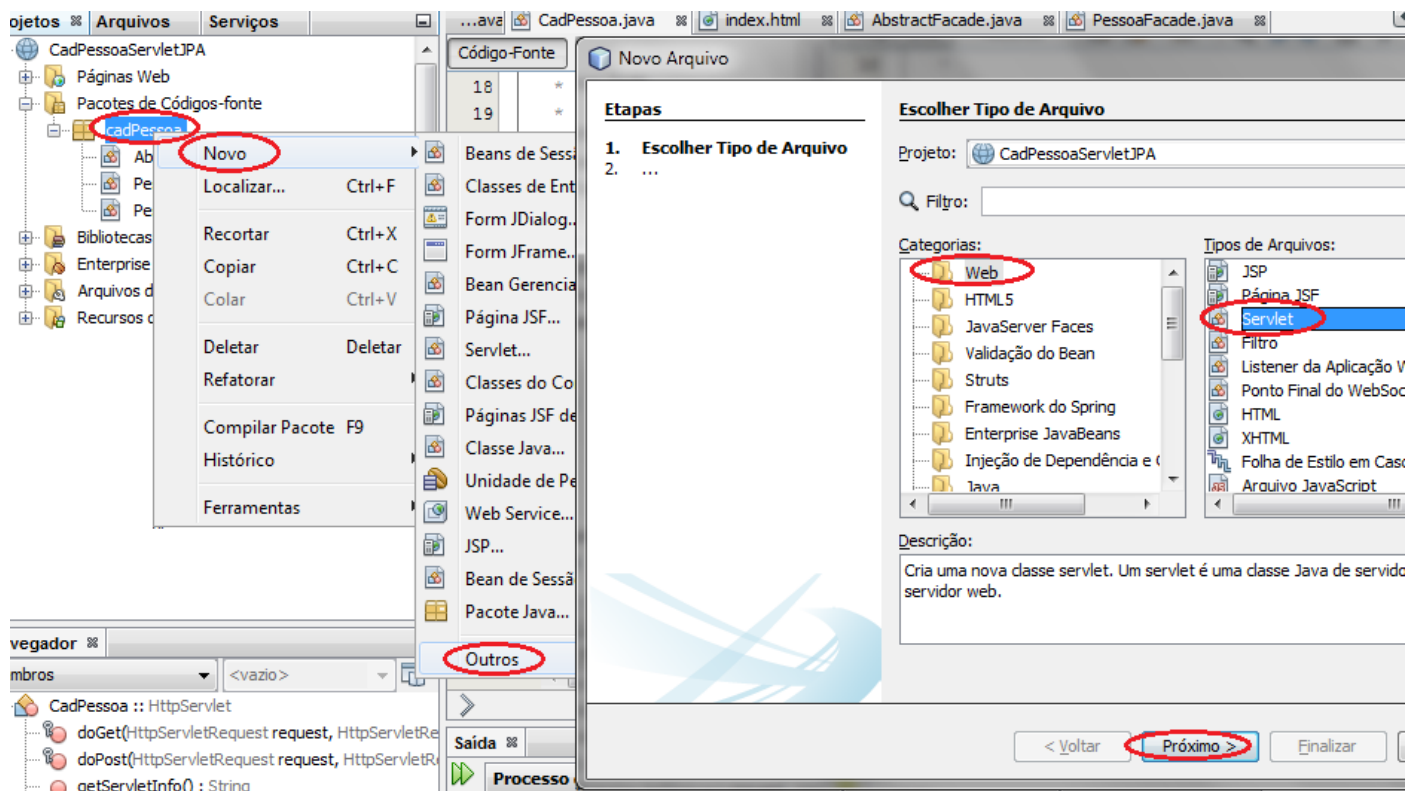 ojetos Arquivos Serviços
CadPessoaServletJPA
Páginas Web
Pacotes de Códigos-fonte
cadPessoa
Ab
Pe
Pe
Bibliotecas
Enterprise
Arquivos d
Recursos d
Novo
Localizar... Ctrl+F
Recortar Ctrl+X
Copiar Ctrl+C
Colar Ctrl+V
Deletar Deletar
Refatorar
Compilar Pacote F9
Histórico
Ferramentas
Beans de Sessã
Classes de Ent
Form JDialog..
Form JFrame..
Bean Gerencia
Página JSF...
Servlet...
Classes do Co
Páginas JSF de
Classe Java...
Unidade de Pe
Web Service...
JSP...
Bean de Sessã
Pacote Java...
Outros
vegador
mbros <vazio>
CadPessoa :: HttpServlet
doGet(HttpServletRequest request, HttpServletRe
doPost(HttpServletRequest request, HttpServletR
getServletInfo() : String
...ava CadPessoa.java index.html AbstractFacade.java PessoaFacade.java
Código-Fonte
18 *
19 *
Saída
Processo
Novo Arquivo
Etapas
1. Escolher Tipo de Arquivo
2. ...
Escolher Tipo de Arquivo
Projeto: CadPessoaServletJPA
Filtro:
Categorias:
Web
HTML5
JavaServer Faces
Validação do Bean
Struts
Framework do Spring
Enterprise JavaBeans
Injeção de Dependência e
Java
Tipos de Arquivos:
JSP
Página JSF
Servlet
Filtro
Listener da Aplicação W
Ponto Final do WebSoc
HTML
XHTML
Folha de Estilo em Casc
Arquivo JavaScript
Descrição:
Cria uma nova classe servlet. Um servlet é uma classe Java de servido
servidor web.
< Voltar Próximo > Finalizar